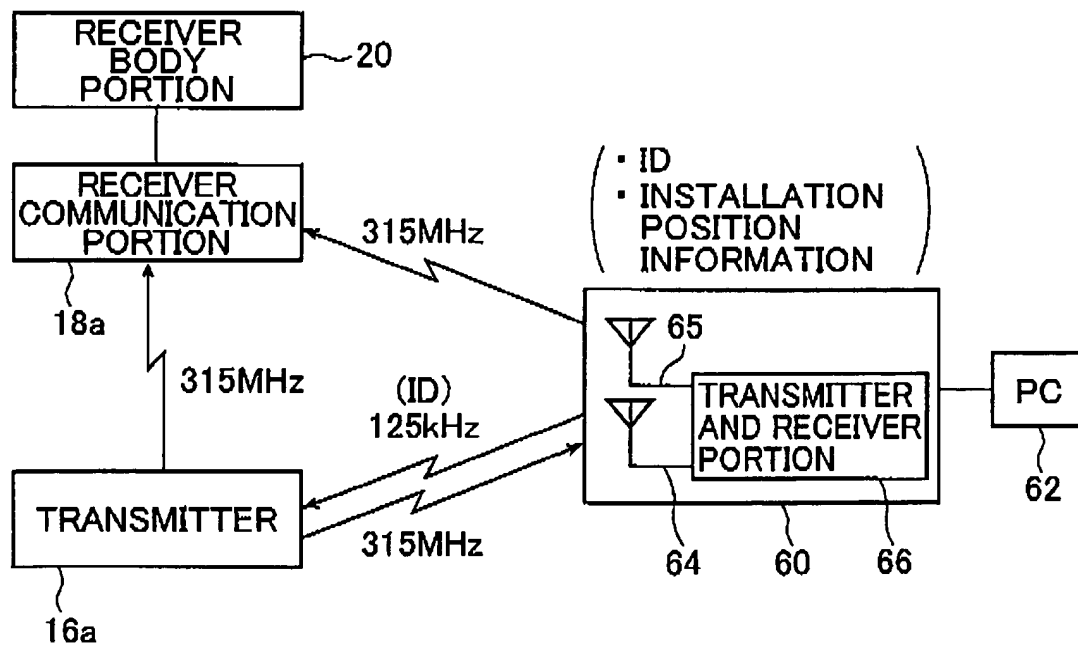 RECEIVER
BODY
PORTION
20
RECEIVER
COMMUNICATION
PORTION
18a
315MHz
· ID
· INSTALLATION
POSITION
INFORMATION
315MHz
(ID)
125kHz
65
TRANSMITTER
AND RECEIVER
PORTION
PC
62
TRANSMITTER
315MHz
64
60
66
16a